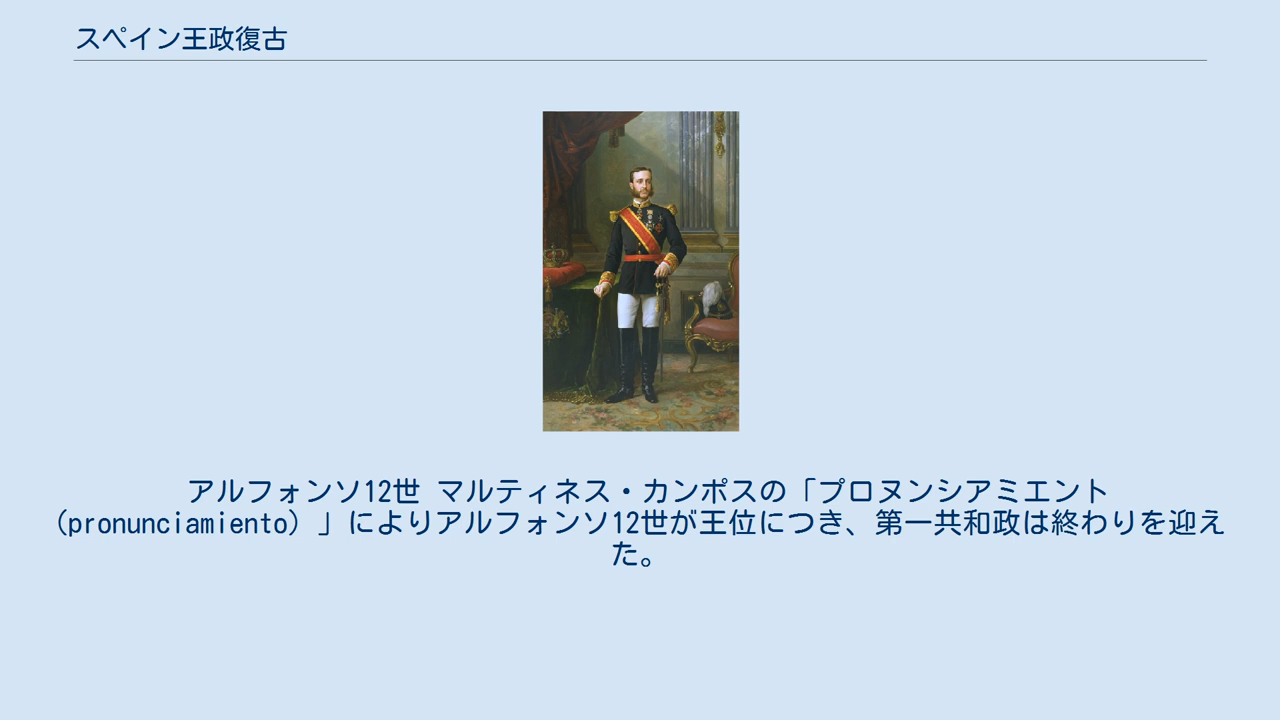 スペイン王政復古
アルフォンソ12世 マルティネス・カンポスの「プロヌンシアミエント
(pronunciamiento) 」によりアルフォンソ12世が王位につき、第一共和政は終わりを迎え
た。